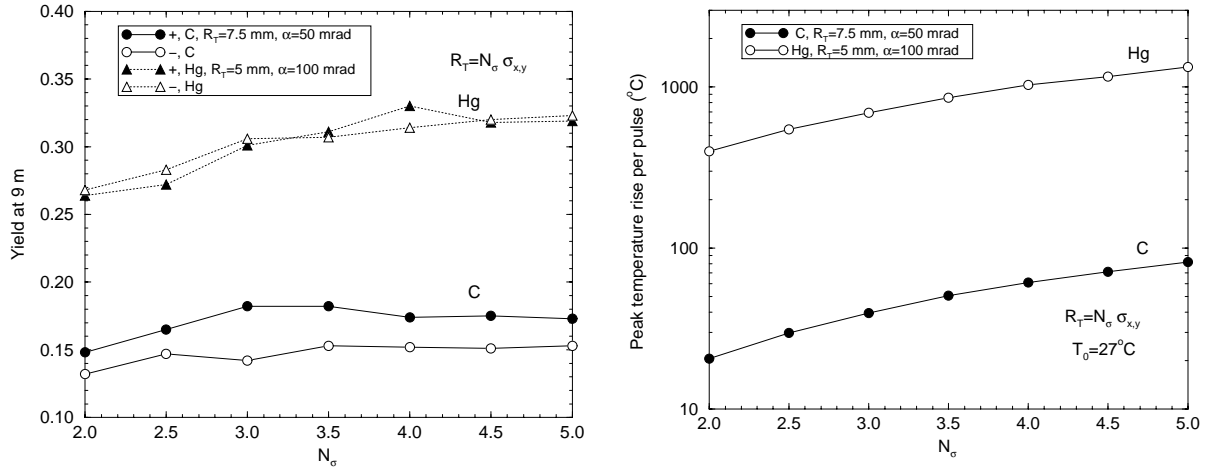 +, C, R_T=7.5 mm, α=50 mrad
−, C
+, Hg, R_T=5 mm, α=100 mrad
−, Hg
R_T=N_σ σ_x,y
Hg
C
0.40
0.35
0.30
0.25
0.20
0.15
0.10
Yield at 9 m
2.0 2.5 3.0 3.5 4.0 4.5 5.0
N_σ
C, R_T=7.5 mm, α=50 mrad
Hg, R_T=5 mm, α=100 mrad
Hg
C
R_T=N_σ σ_x,y
T_0=27°C
1000
100
10
Peak temperature rise per pulse (°C)
2.0 2.5 3.0 3.5 4.0 4.5 5.0
N_σ